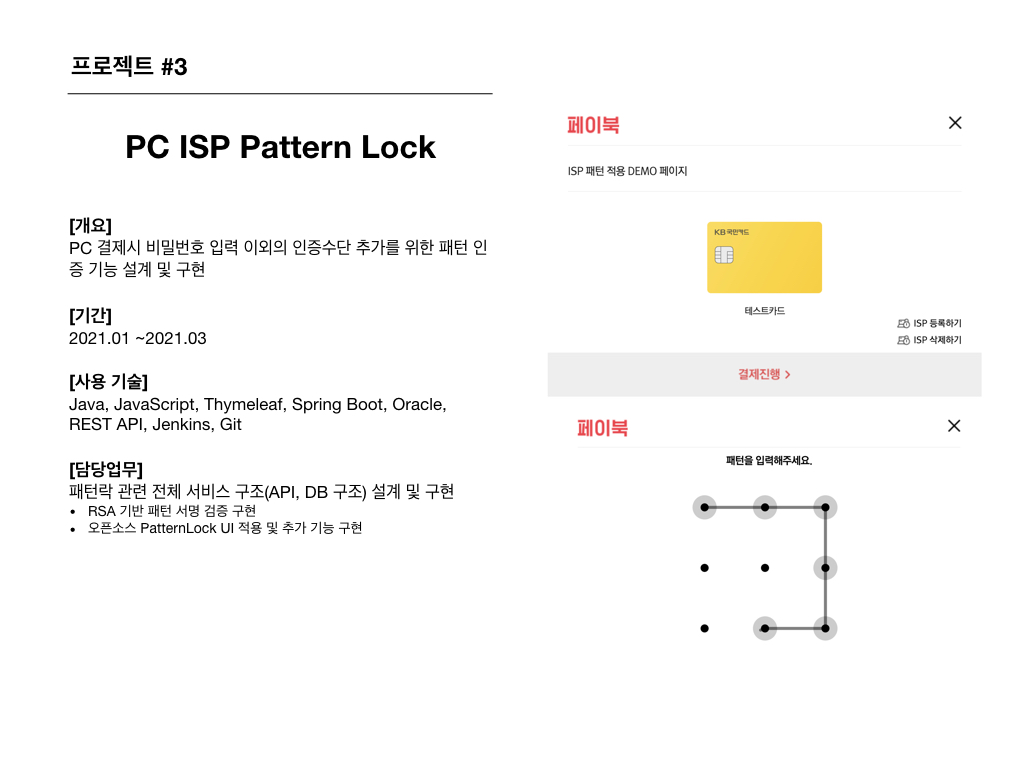 프로젝트 #3
PC ISP Pattern Lock
[개요]
PC 결제시 비밀번호 입력 이외의 인증수단 추가를 위한 패턴 인
증 기능 설계 및 구현
[기간]
2021.01 ~2021.03
[사용 기술]
Java, JavaScript, Thymeleaf, Spring Boot, Oracle,
REST API, Jenkins, Git
[담당업무]
패턴락 관련 전체 서비스 구조(API, DB 구조) 설계 및 구현
• RSA 기반 패턴 서명 검증 구현
• 오픈소스 PatternLock UI 적용 및 추가 기능 구현
페이북
ISP 패턴 적용 DEMO 페이지
KB 국민카드
테스트카드
ISP 등록하기
ISP 삭제하기
결제진행 >
페이북
패턴을 입력해주세요.